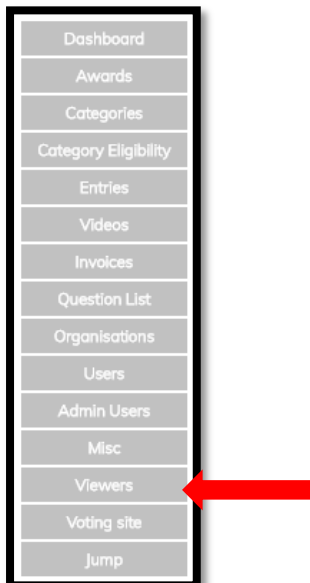 Dashboard
Awards
Categories
Category Eligibility
Entries
Videos
Invoices
Question List
Organisations
Users
Admin Users
Misc
Viewers
Voting site
Jump